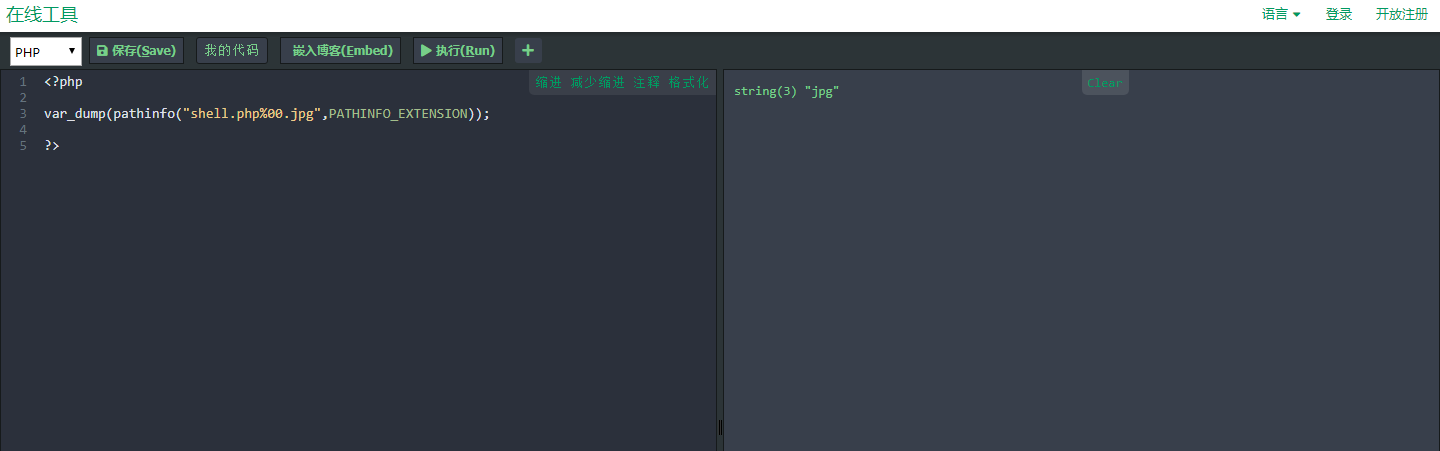 在线工具
语言 登录 开放注册
PHP 保存(Save) 我的代码 嵌入博客(Embed) 执行(Run) +
缩进 减少缩进 注释 格式化
Clear
1 <?php
2
3 var_dump(pathinfo("shell.php%00.jpg",PATHINFO_EXTENSION));
4
5 ?>
string(3) "jpg"